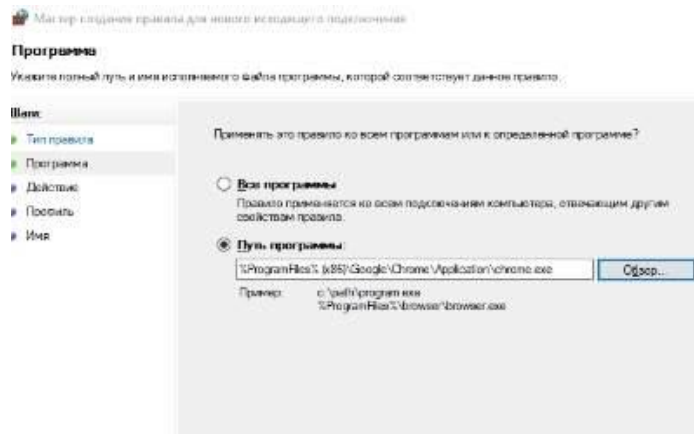 Мастер создания правила для нового исходящего подключения
Программа
Укажите полный путь и имя исполняемого файла программы, которой соответствует данное правило.
Шаги:
Тип правила
Программа
Действие
Профиль
Имя
Применять это правило ко всем программам или к определенной программе?
Все программы
Правило применяется ко всем подключениям компьютера, отвечающим другим
свойствам правила.
Путь программы:
%ProgramFiles% (x86)\Google\Chrome\Application\chrome.exe
Обзор...
Пример:
c:\path\program.exe
%ProgramFiles%\browser\browser.exe